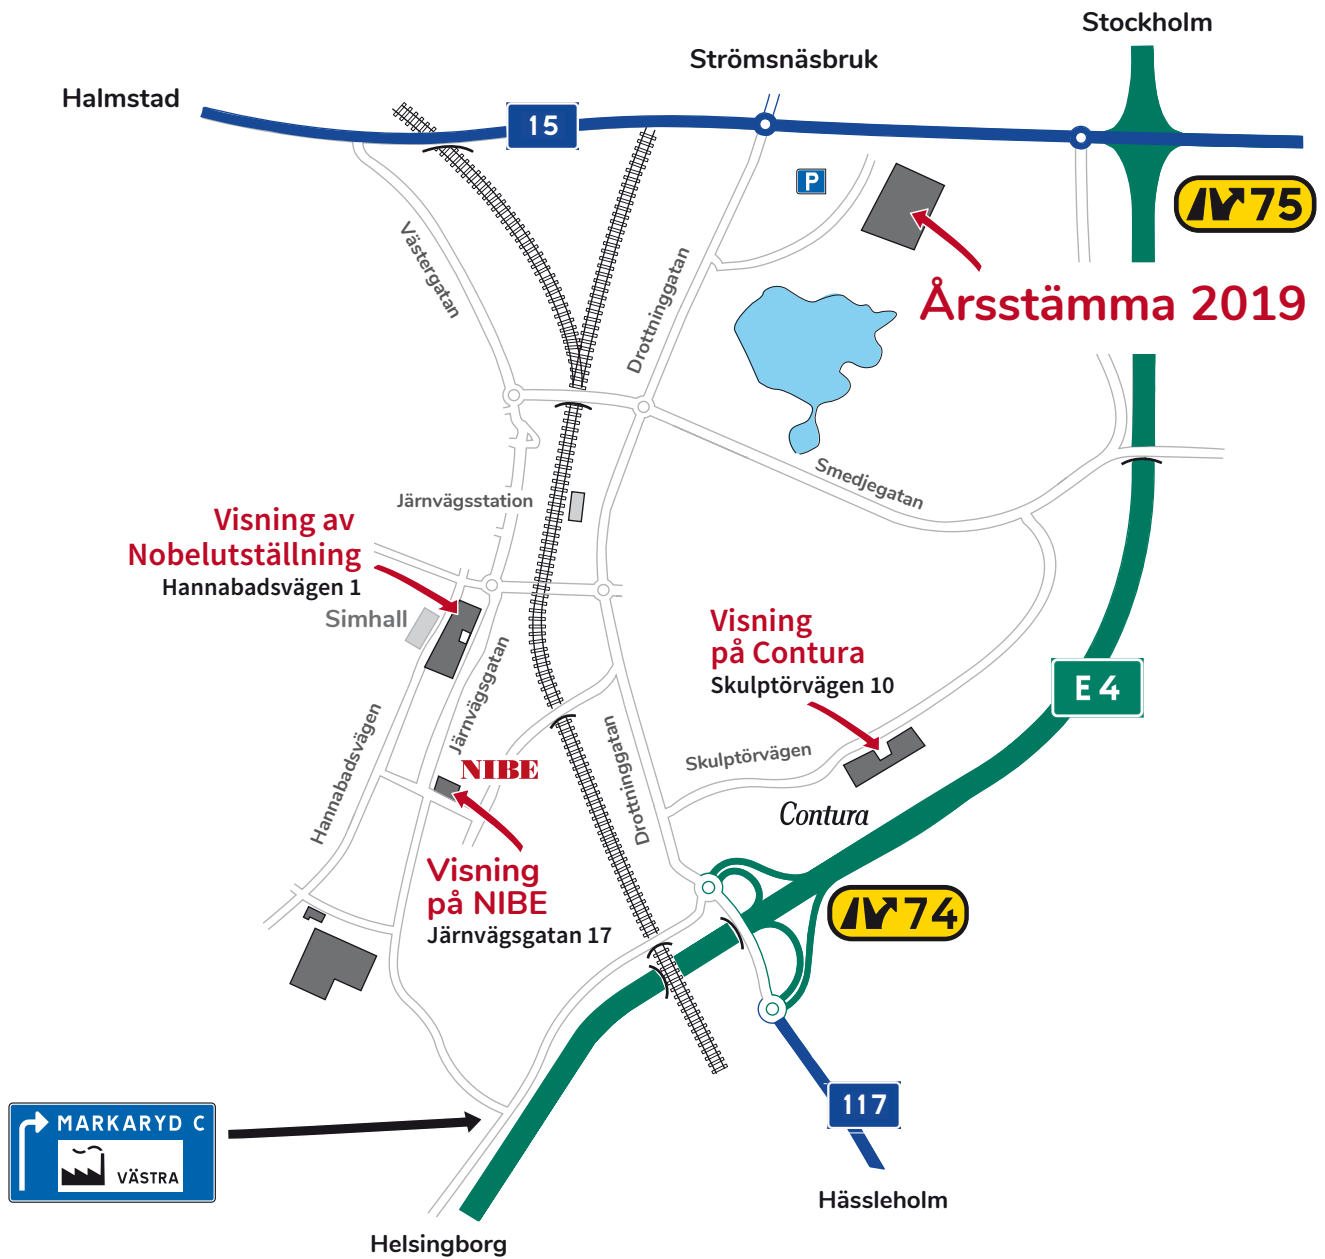 Stockholm
Strömsnäsbruk
Halmstad
15
P
75
Årsstämma 2019
Västergatan
Drottninggatan
Smedjegatan
Järnvägsstation
Visning av
Nobelutställning
Hannabadsvägen 1
Simhall
Visning
på Contura
Skulptörvägen 10
E 4
Järnvägsgatan
Hannabadsvägen
Drottninggatan
Skulptörvägen
NIBE
Contura
Visning
på NIBE
Järnvägsgatan 17
74
117
MARKARYD C
VÄSTRA
Hässleholm
Helsingborg